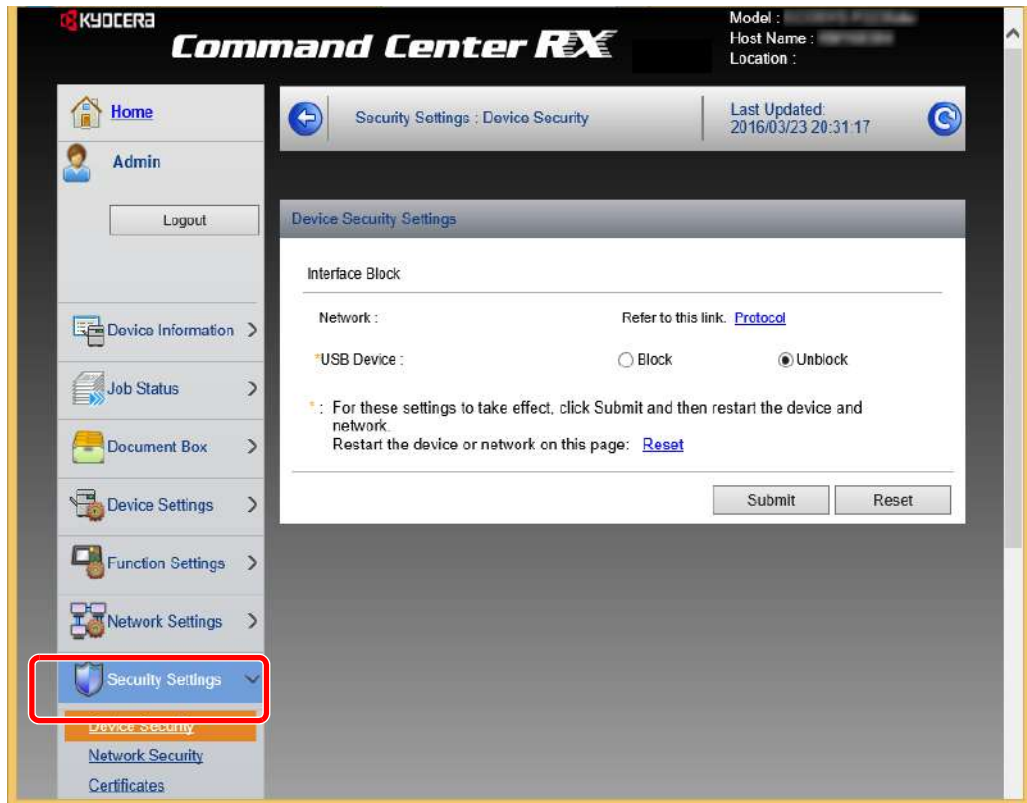 KYOCERA
Command Center RX
Model :
Host Name :
Location :
Home
Admin
Logout
Security Settings : Device Security
Last Updated:
2016/03/23 20:31:17
Device Security Settings
Interface Block
Network :
Refer to this link. Protocol
*USB Device :
Block
Unblock
* : For these settings to take effect, click Submit and then restart the device and
network.
Restart the device or network on this page: Reset
Submit
Reset
Device Information
Job Status
Document Box
Device Settings
Function Settings
Network Settings
Security Settings
Device Security
Network Security
Certificates